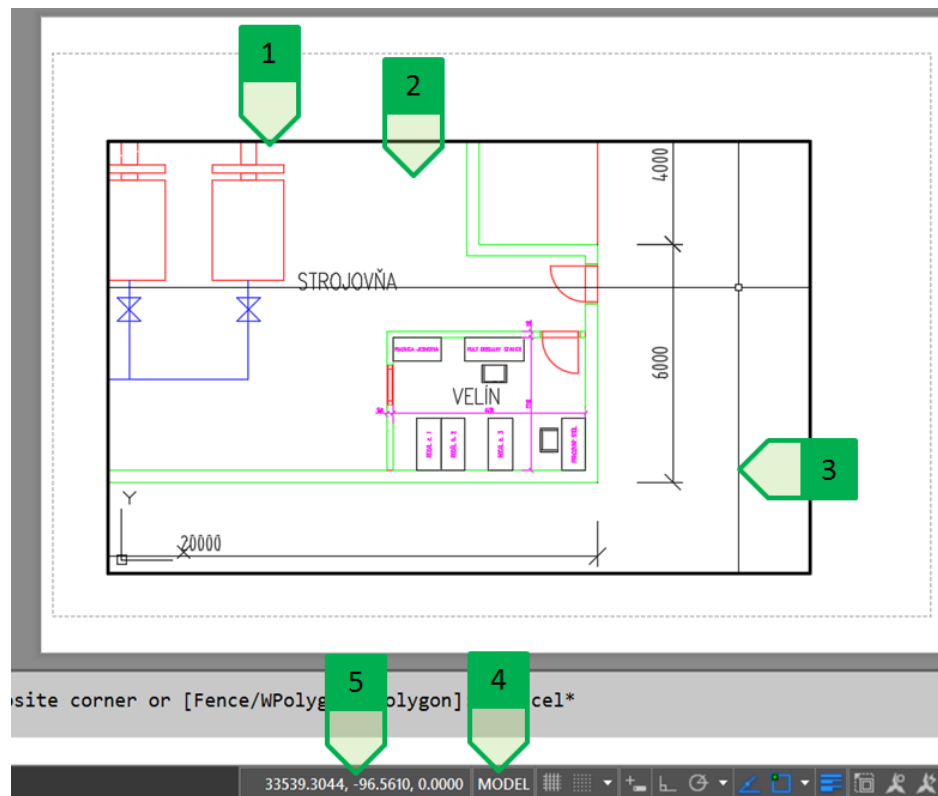 1
2
4000
STROJOVŇA
6000
VELÍN
3
Y
X
20000
5
4
site corner or [Fence/WPolyg olygon] cel*
33539.3044, -96.5610, 0.0000 MODEL